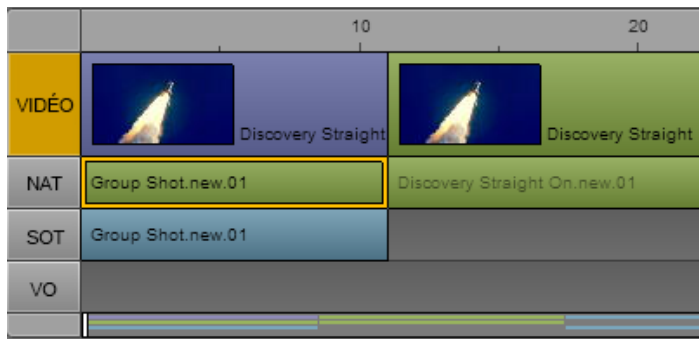 10 20
VIDÉO Discovery Straight Discovery Straight
NAT Group Shot.new.01 Discovery Straight On.new.01
SOT Group Shot.new.01
VO